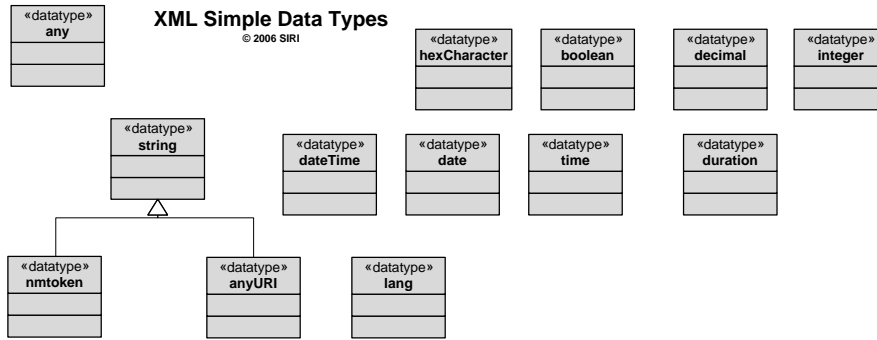 «datatype»
any
XML Simple Data Types
© 2006 SIRI
«datatype»
hexCharacter
«datatype»
boolean
«datatype»
decimal
«datatype»
integer
«datatype»
string
«datatype»
dateTime
«datatype»
date
«datatype»
time
«datatype»
duration
«datatype»
nmtoken
«datatype»
anyURI
«datatype»
lang